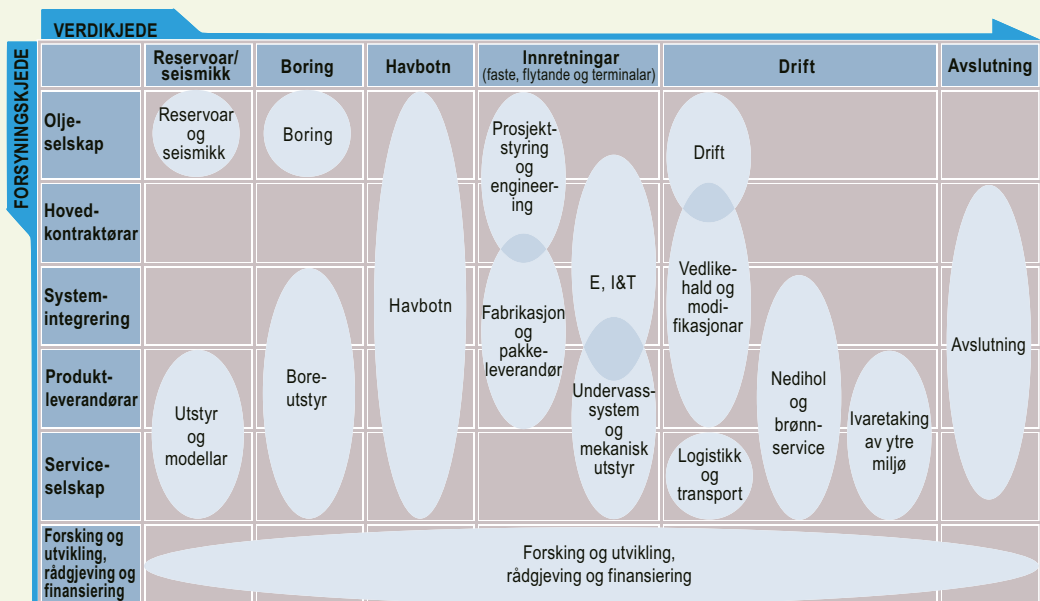 VERDIKJEDE
FORSYNINGSKJEDE
Reservoar/
seismikk
Boring
Havbotn
Innretningar
(faste, flytande og terminalar)
Drift
Avslutning
Olje-
selskap
Reservoar
og
seismikk
Boring
Prosjekt-
styring
og
engineer-
ing
Drift
Hoved-
kontraktørar
System-
integrering
Havbotn
Fabrikasjon
og
pakke-
leverandør
E, I&T
Vedlike-
hald og
modi-
fikasjonar
Avslutning
Produkt-
leverandørar
Utstyr
og
modellar
Bore-
utstyr
Undervass-
system
og
mekanisk
utstyr
Nedihol
og
brønn-
service
Ivaretaking
av ytre
miljø
Service-
selskap
Logistikk
og
transport
Forsking og
utvikling,
rådgjeving og
finansiering
Forsking og utvikling,
rådgjeving og finansiering